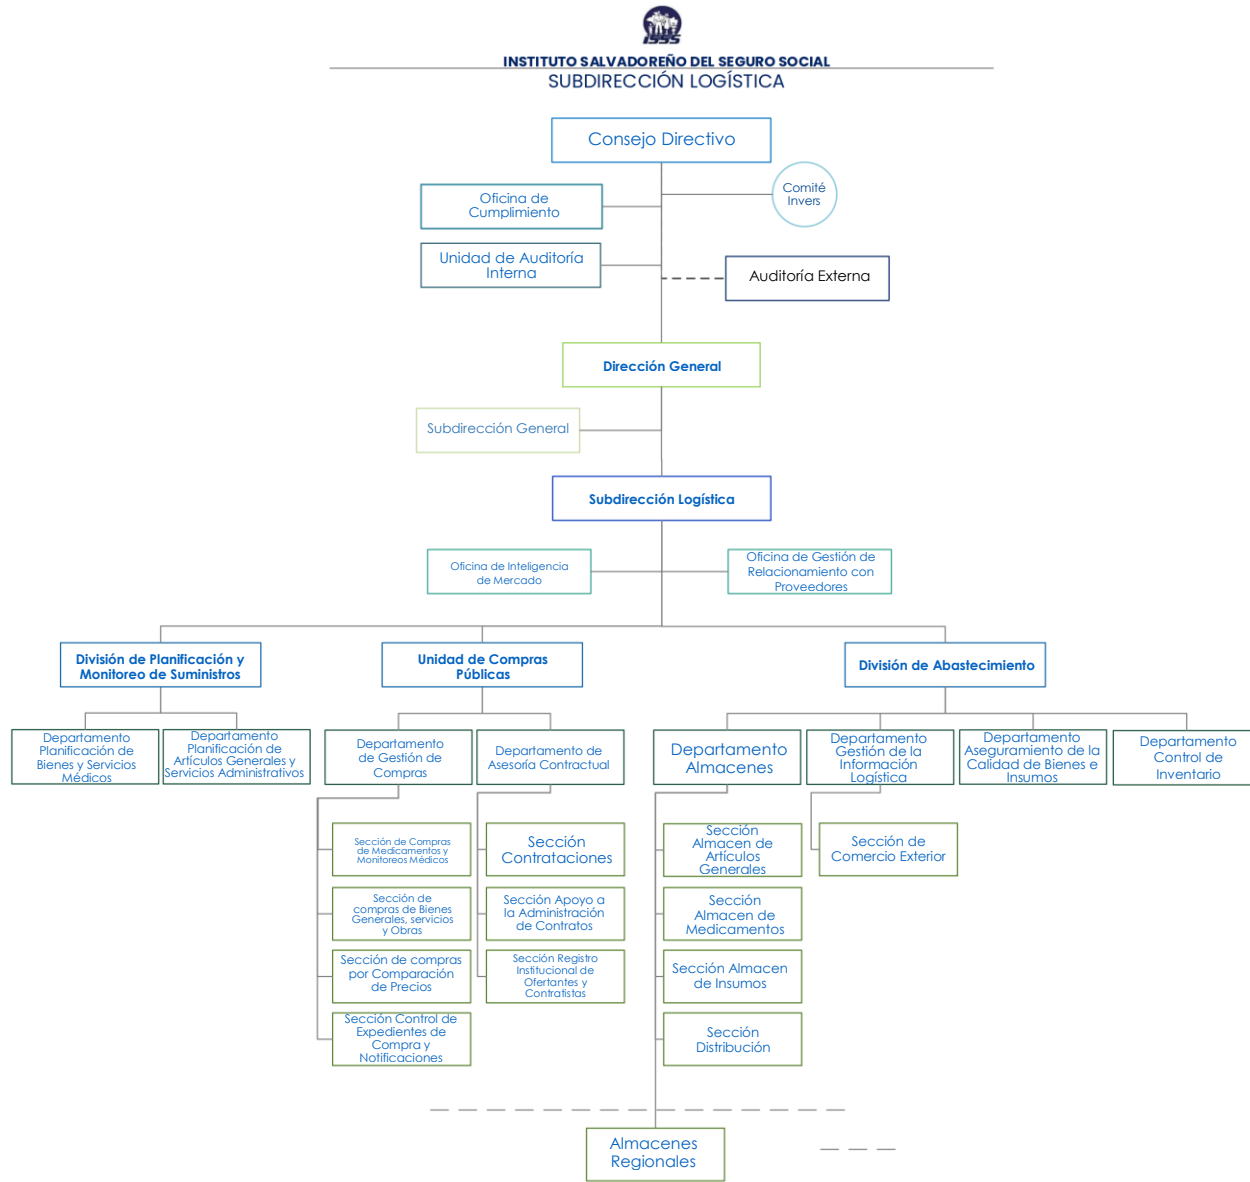 ISSS
INSTITUTO SALVADOREÑO DEL SEGURO SOCIAL
SUBDIRECCIÓN LOGÍSTICA
Consejo Directivo
Oficina de
Cumplimiento
Comité
Invers
Unidad de Auditoría
Interna
Auditoría Externa
Dirección General
Subdirección General
Subdirección Logística
Oficina de Inteligencia
de Mercado
Oficina de Gestión de
Relacionamiento con
Proveedores
División de Planificación y
Monitoreo de Suministros
Unidad de Compras
Públicas
División de Abastecimiento
Departamento
Planificación de
Bienes y Servicios
Médicos
Departamento
Planificación de
Artículos Generales y
Servicios Administrativos
Departamento
de Gestión de
Compras
Departamento de
Asesoría Contractual
Departamento
Almacenes
Departamento
Gestión de la
Información
Logística
Departamento
Aseguramiento de la
Calidad de Bienes e
Insumos
Departamento
Control de
Inventario
Sección de Compras
de Medicamentos y
Monitoreos Médicos
Sección
Contrataciones
Sección
Almacen de
Artículos
Generales
Sección de
Comercio Exterior
Sección de
compras de Bienes
Generales, servicios
y Obras
Sección Apoyo a
la Administración
de Contratos
Sección
Almacen de
Medicamentos
Sección de compras
por Comparación
de Precios
Sección Registro
Institucional de
Ofertantes y
Contratistas
Sección Almacen
de Insumos
Sección Control de
Expedientes de
Compra y
Notificaciones
Sección
Distribución
Almacenes
Regionales